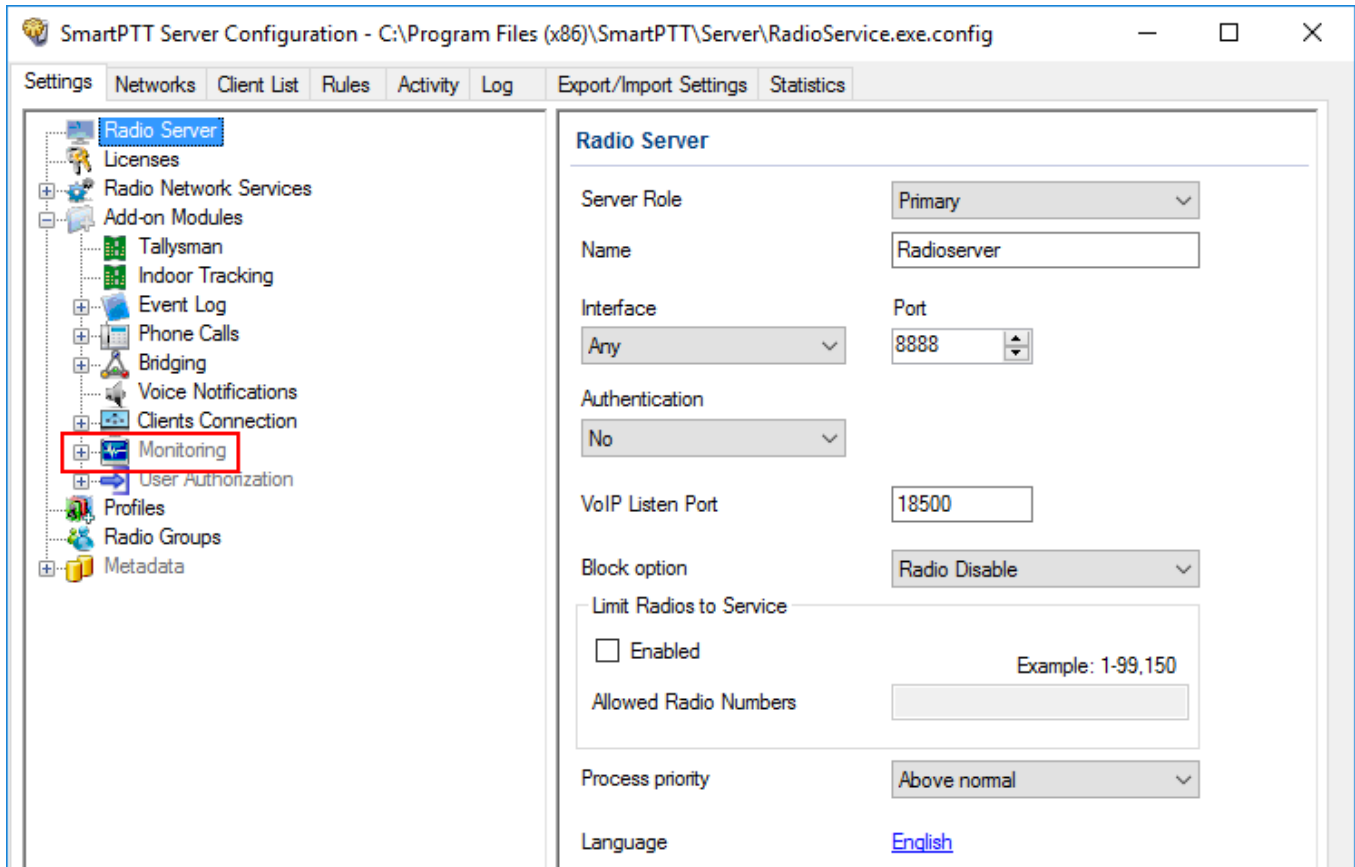 SmartPTT Server Configuration - C:\Program Files (x86)\SmartPTT\Server\RadioService.exe.config
Settings Networks Client List Rules Activity Log Export/Import Settings Statistics
Radio Server
Licenses
Radio Network Services
Add-on Modules
Tallysman
Indoor Tracking
Event Log
Phone Calls
Bridging
Voice Notifications
Clients Connection
Monitoring
User Authorization
Profiles
Radio Groups
Metadata
Radio Server
Server Role Primary
Name Radioserver
Interface Port
Any 8888
Authentication
No
VoIP Listen Port 18500
Block option Radio Disable
Limit Radios to Service
Enabled
Example: 1-99,150
Allowed Radio Numbers
Process priority Above normal
Language English